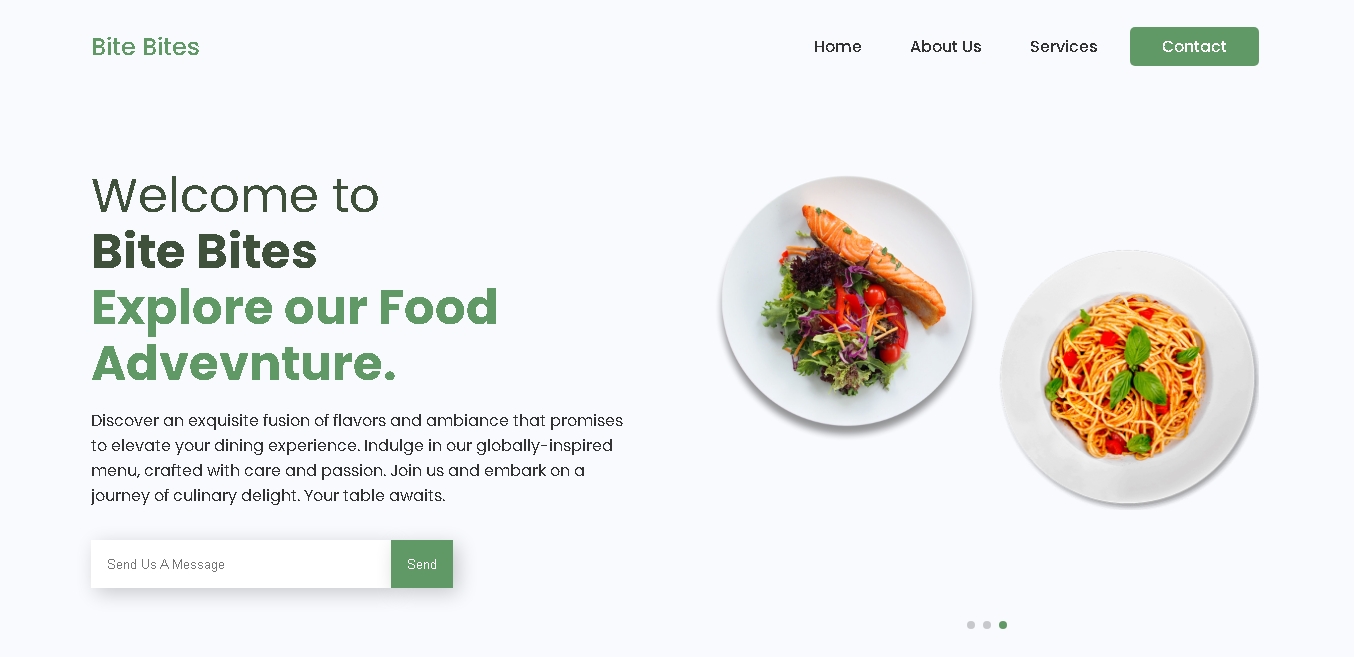 Bite Bites
Home
About Us
Services
Contact
Welcome to
Bite Bites
Explore our Food
Advevnture.
Discover an exquisite fusion of flavors and ambiance that promises
to elevate your dining experience. Indulge in our globally-inspired
menu, crafted with care and passion. Join us and embark on a
journey of culinary delight. Your table awaits.
Send Us A Message
Send